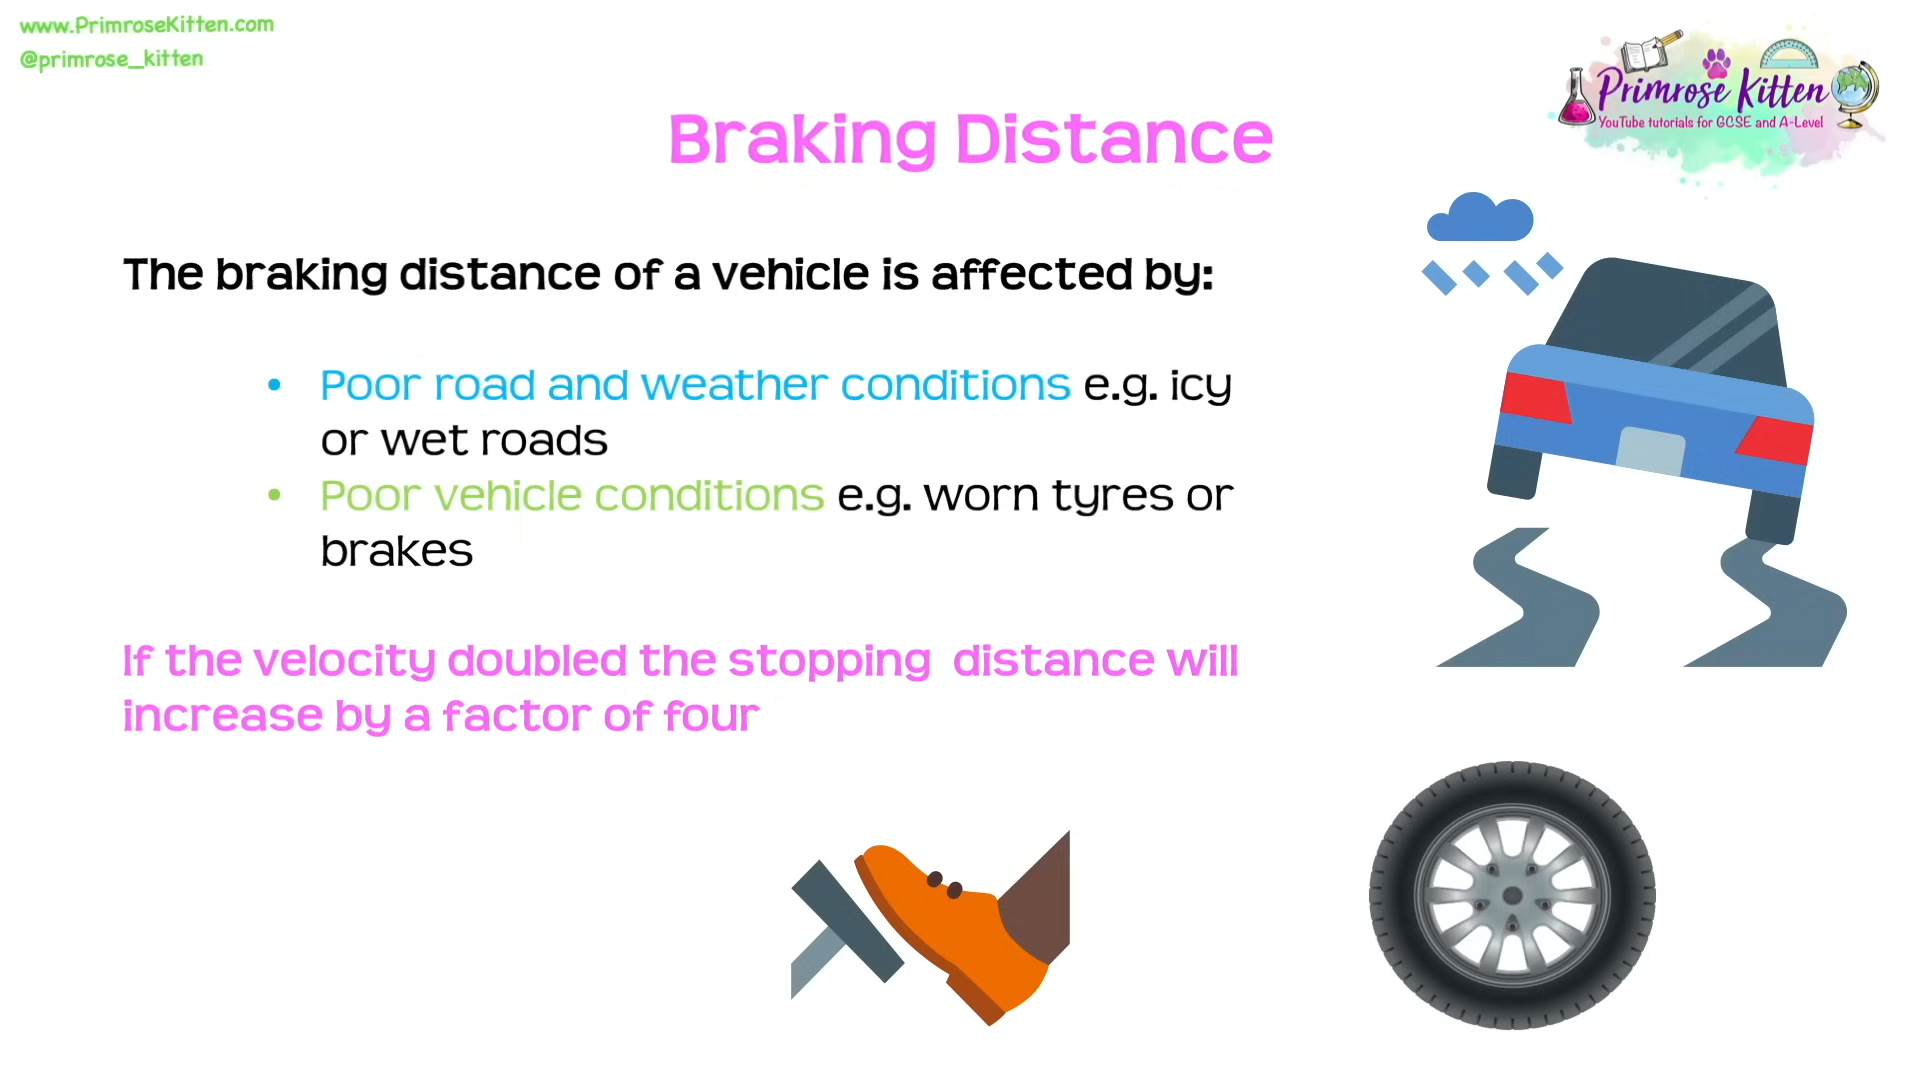 www.PrimroseKitten.com
@primrose_kitten
Primrose Kitten
YouTube tutorials for GCSE and A-Level
Braking Distance
The braking distance of a vehicle is affected by:
• Poor road and weather conditions e.g. icy
or wet roads
• Poor vehicle conditions e.g. worn tyres or
brakes
If the velocity doubled the stopping  distance will
increase by a factor of four